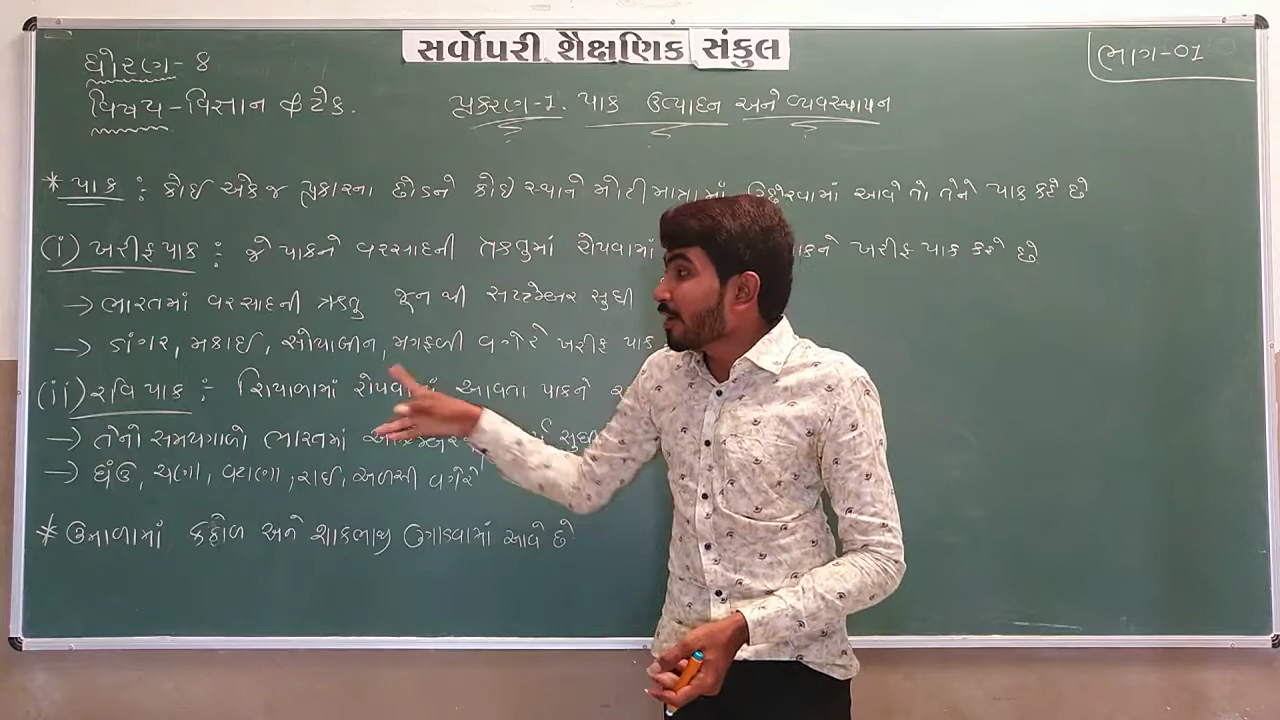 સર્વોપરી શૈક્ષણિક સંકુલ
ધોરણ-8
ભાગ-01
વિષય-વિજ્ઞાન & ટેક.
પ્રકરણ-1. પાક ઉત્પાદન અને વ્યવસ્થાપન
* પાક : કોઈ એક જ પ્રકારના છોડને કોઈ સ્થાને મોટી માત્રામાં ઉછેરવામાં આવે તો તેને પાક કહે છે
(i) ખરીફ પાક : જે પાકને વરસાદની ઋતુમાં રોપવામાં ખરીફ પાક કહે છે
→ ભારતમાં વરસાદની ઋતુ જૂન થી સપ્ટેમ્બર સુધી
→ ડાંગર, મકાઈ, સોયાબીન, મગફળી વગેરે ખરીફ પાક
(ii) રવિ પાક : શિયાળામાં રોપવામાં આવતા પાકને
→ તેનો સમયગાળો ભારતમાં સુધી
→ ઘંઉ, ચણા, વટાણા, રાઈ, અળસી વગેરે
* ઉનાળામાં કઠોળ અને શાકભાજી ઉગાડવામાં આવે છે